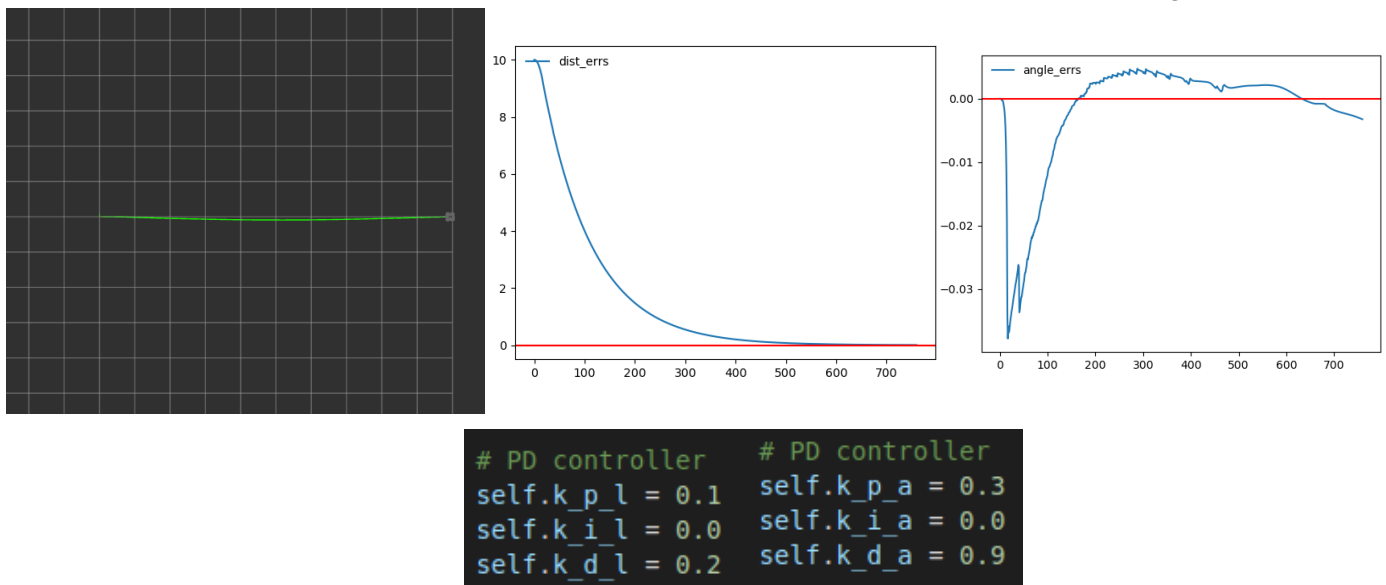 dist_errs
10
8
6
4
2
0
0 100 200 300 400 500 600 700
angle_errs
0.00
−0.01
−0.02
−0.03
0 100 200 300 400 500 600 700
# PD controller
self.k_p_l = 0.1
self.k_i_l = 0.0
self.k_d_l = 0.2
# PD controller
self.k_p_a = 0.3
self.k_i_a = 0.0
self.k_d_a = 0.9